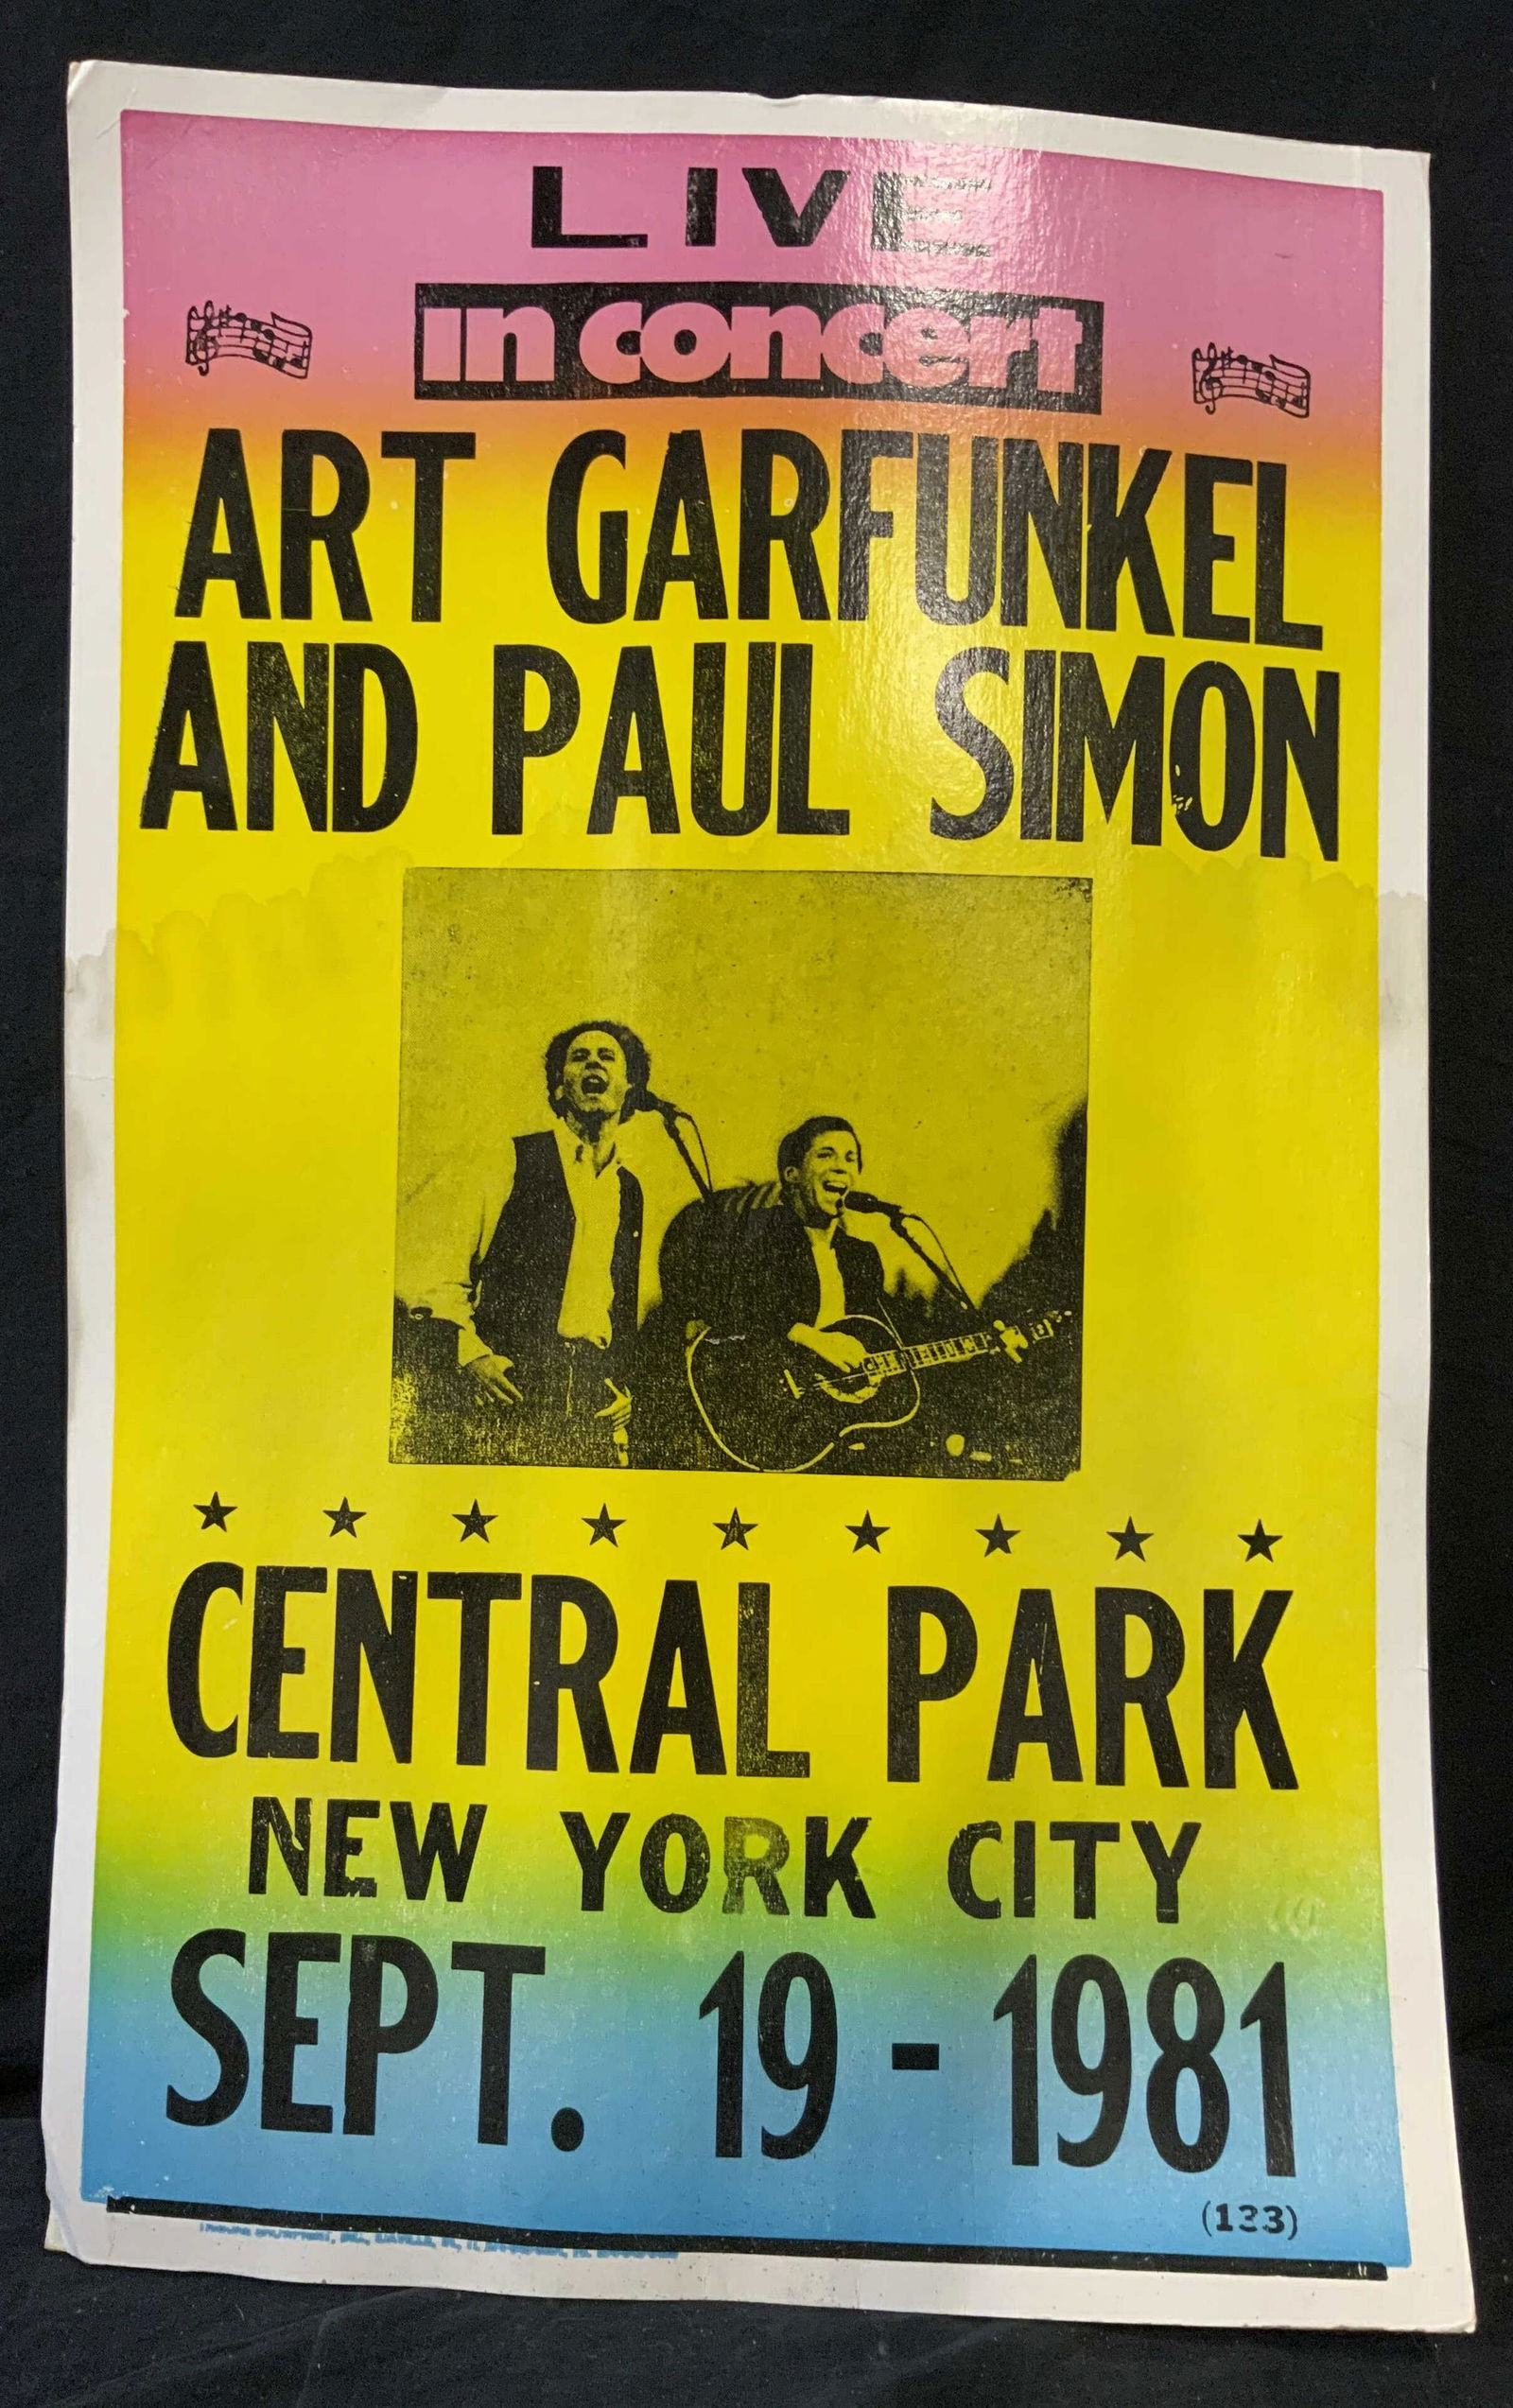 LIVE
in concert
ART GARFUNKEL
AND PAUL SIMON
CENTRAL PARK
NEW YORK CITY
SEPT. 19 - 1981
(133)